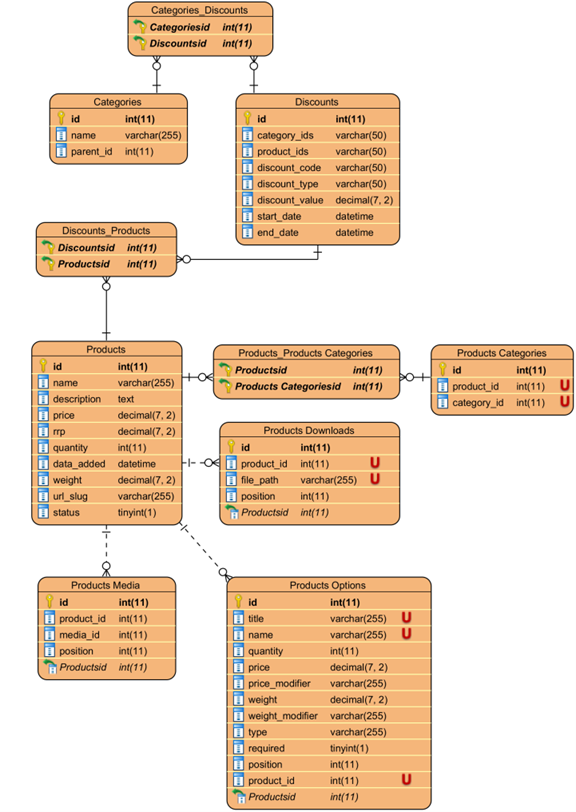 Categories_Discounts
Categoriesid int(11)
Discountsid int(11)
Categories
id int(11)
name varchar(255)
parent_id int(11)
Discounts
id int(11)
category_ids varchar(50)
product_ids varchar(50)
discount_code varchar(50)
discount_type varchar(50)
discount_value decimal(7, 2)
start_date datetime
end_date datetime
Discounts_Products
Discountsid int(11)
Productsid int(11)
Products
id int(11)
name varchar(255)
description text
price decimal(7, 2)
rrp decimal(7, 2)
quantity int(11)
data_added datetime
weight decimal(7, 2)
url_slug varchar(255)
status tinyint(1)
Products_Products Categories
Productsid int(11)
Products Categoriesid int(11)
Products Categories
id int(11)
product_id int(11) U
category_id int(11) U
Products Downloads
id int(11)
product_id int(11) U
file_path varchar(255) U
position int(11)
Productsid int(11)
Products Media
id int(11)
product_id int(11)
media_id int(11)
position int(11)
Productsid int(11)
Products Options
id int(11)
title varchar(255) U
name varchar(255) U
quantity int(11)
price decimal(7, 2)
price_modifier varchar(255)
weight decimal(7, 2)
weight_modifier varchar(255)
type varchar(255)
required tinyint(1)
position int(11)
product_id int(11) U
Productsid int(11)